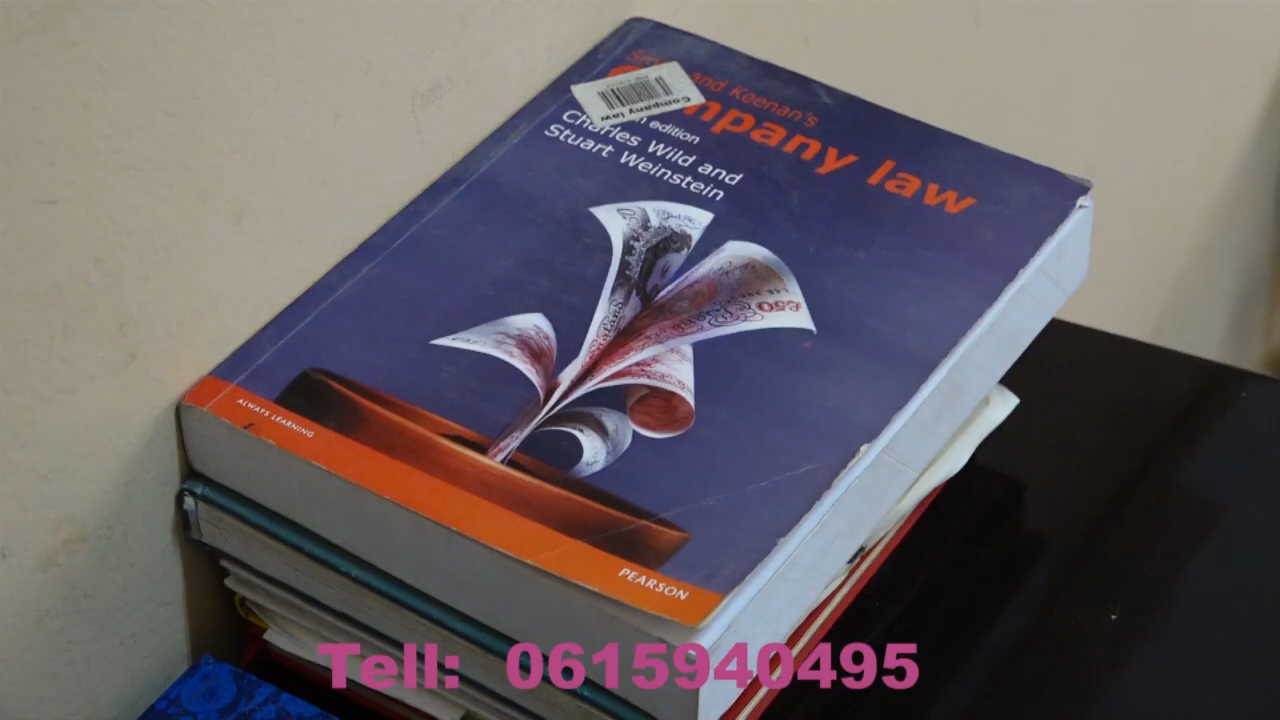 and Keenan's
Company law
Company law
edition
Charles Wild and
Stuart Weinstein
£50
ALWAYS LEARNING
PEARSON
Tell: 0615940495